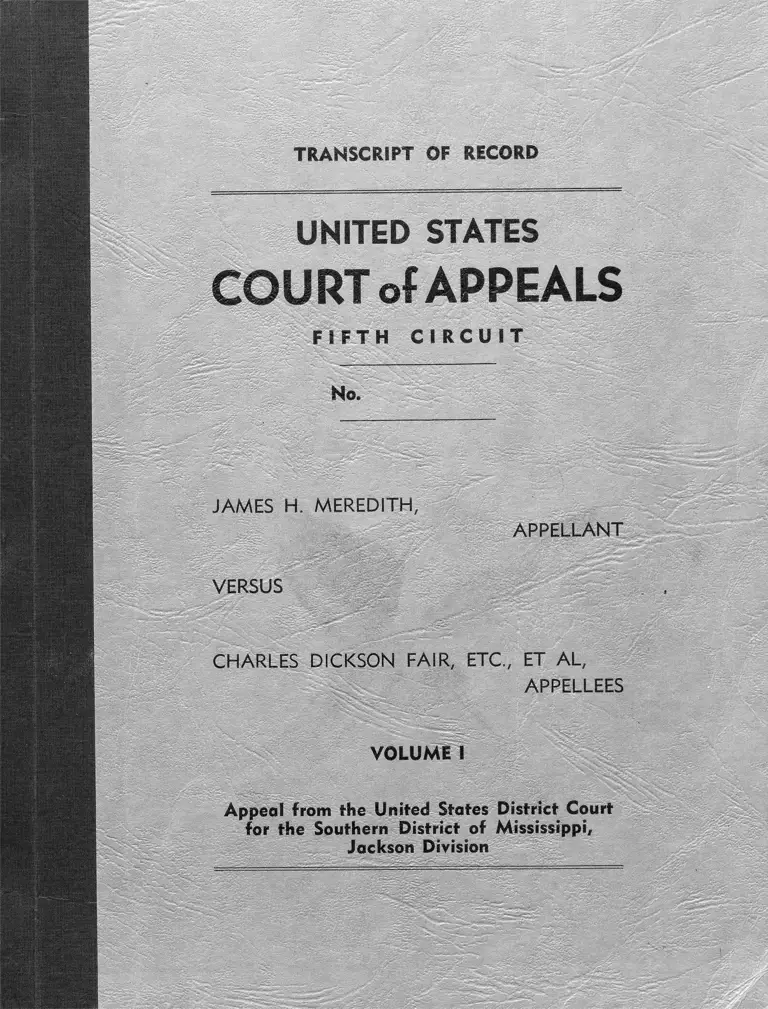 TRANSCRIPT OF RECORD
UNITED STATES
COURT of APPEALS
FIFTH CIRCUIT
No.
JAMES H. MEREDITH,
APPELLANT
VERSUS
CHARLES DICKSON FAIR, ETC., ET AL,
APPELLEES
VOLUME I
Appeal from the United States District Court
for the Southern District of Mississippi,
Jackson Division